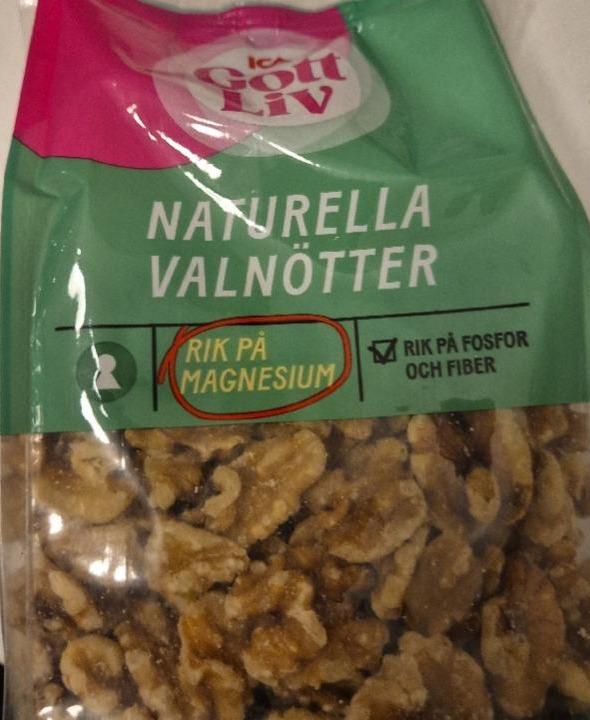 ICA
Gott
Liv
NATURELLA
VALNÖTTER
RIK PÅ
MAGNESIUM
RIK PÅ FOSFOR
OCH FIBER